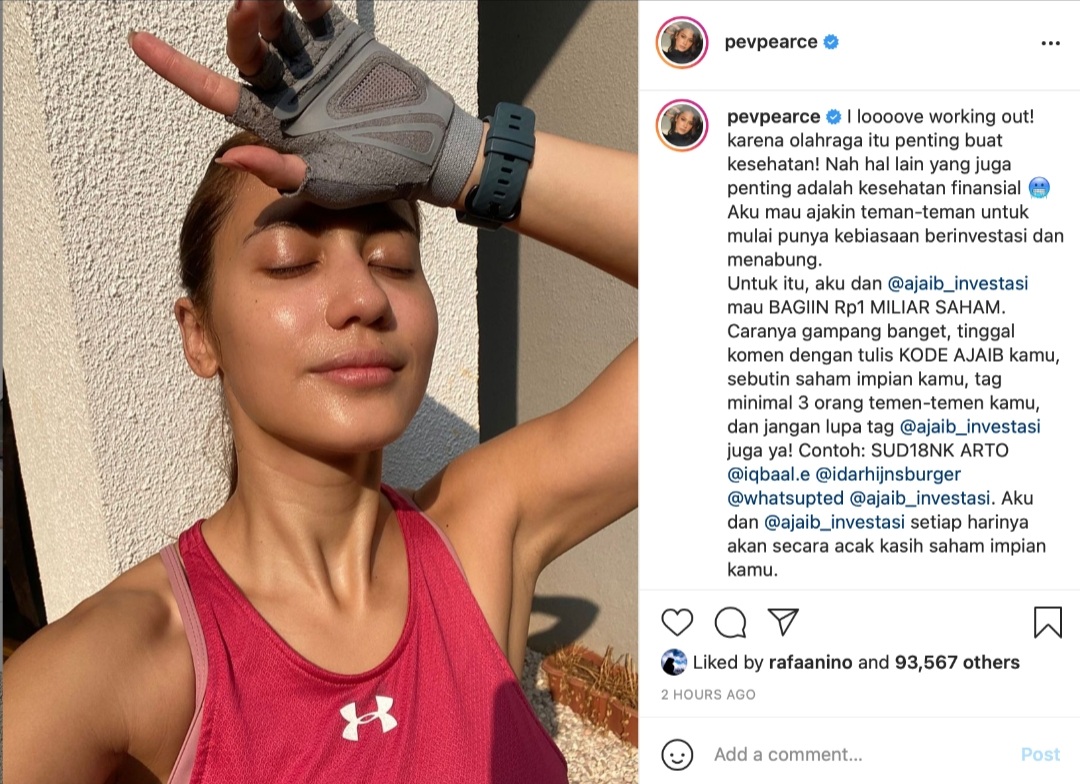 pevpearce
pevpearce I loooove working out!
karena olahraga itu penting buat
kesehatan! Nah hal lain yang juga
penting adalah kesehatan finansial 🥶
Aku mau ajakin teman-teman untuk
mulai punya kebiasaan berinvestasi dan
menabung.
Untuk itu, aku dan @ajaib_investasi
mau BAGIIN Rp1 MILIAR SAHAM.
Caranya gampang banget, tinggal
komen dengan tulis KODE AJAIB kamu,
sebutin saham impian kamu, tag
minimal 3 orang temen-temen kamu,
dan jangan lupa tag @ajaib_investasi
juga ya! Contoh: SUD18NK ARTO
@iqbaal.e @idarhijnsburger
@whatsupted @ajaib_investasi. Aku
dan @ajaib_investasi setiap harinya
akan secara acak kasih saham impian
kamu.
Liked by rafaanino and 93,567 others
2 HOURS AGO
Add a comment... Post